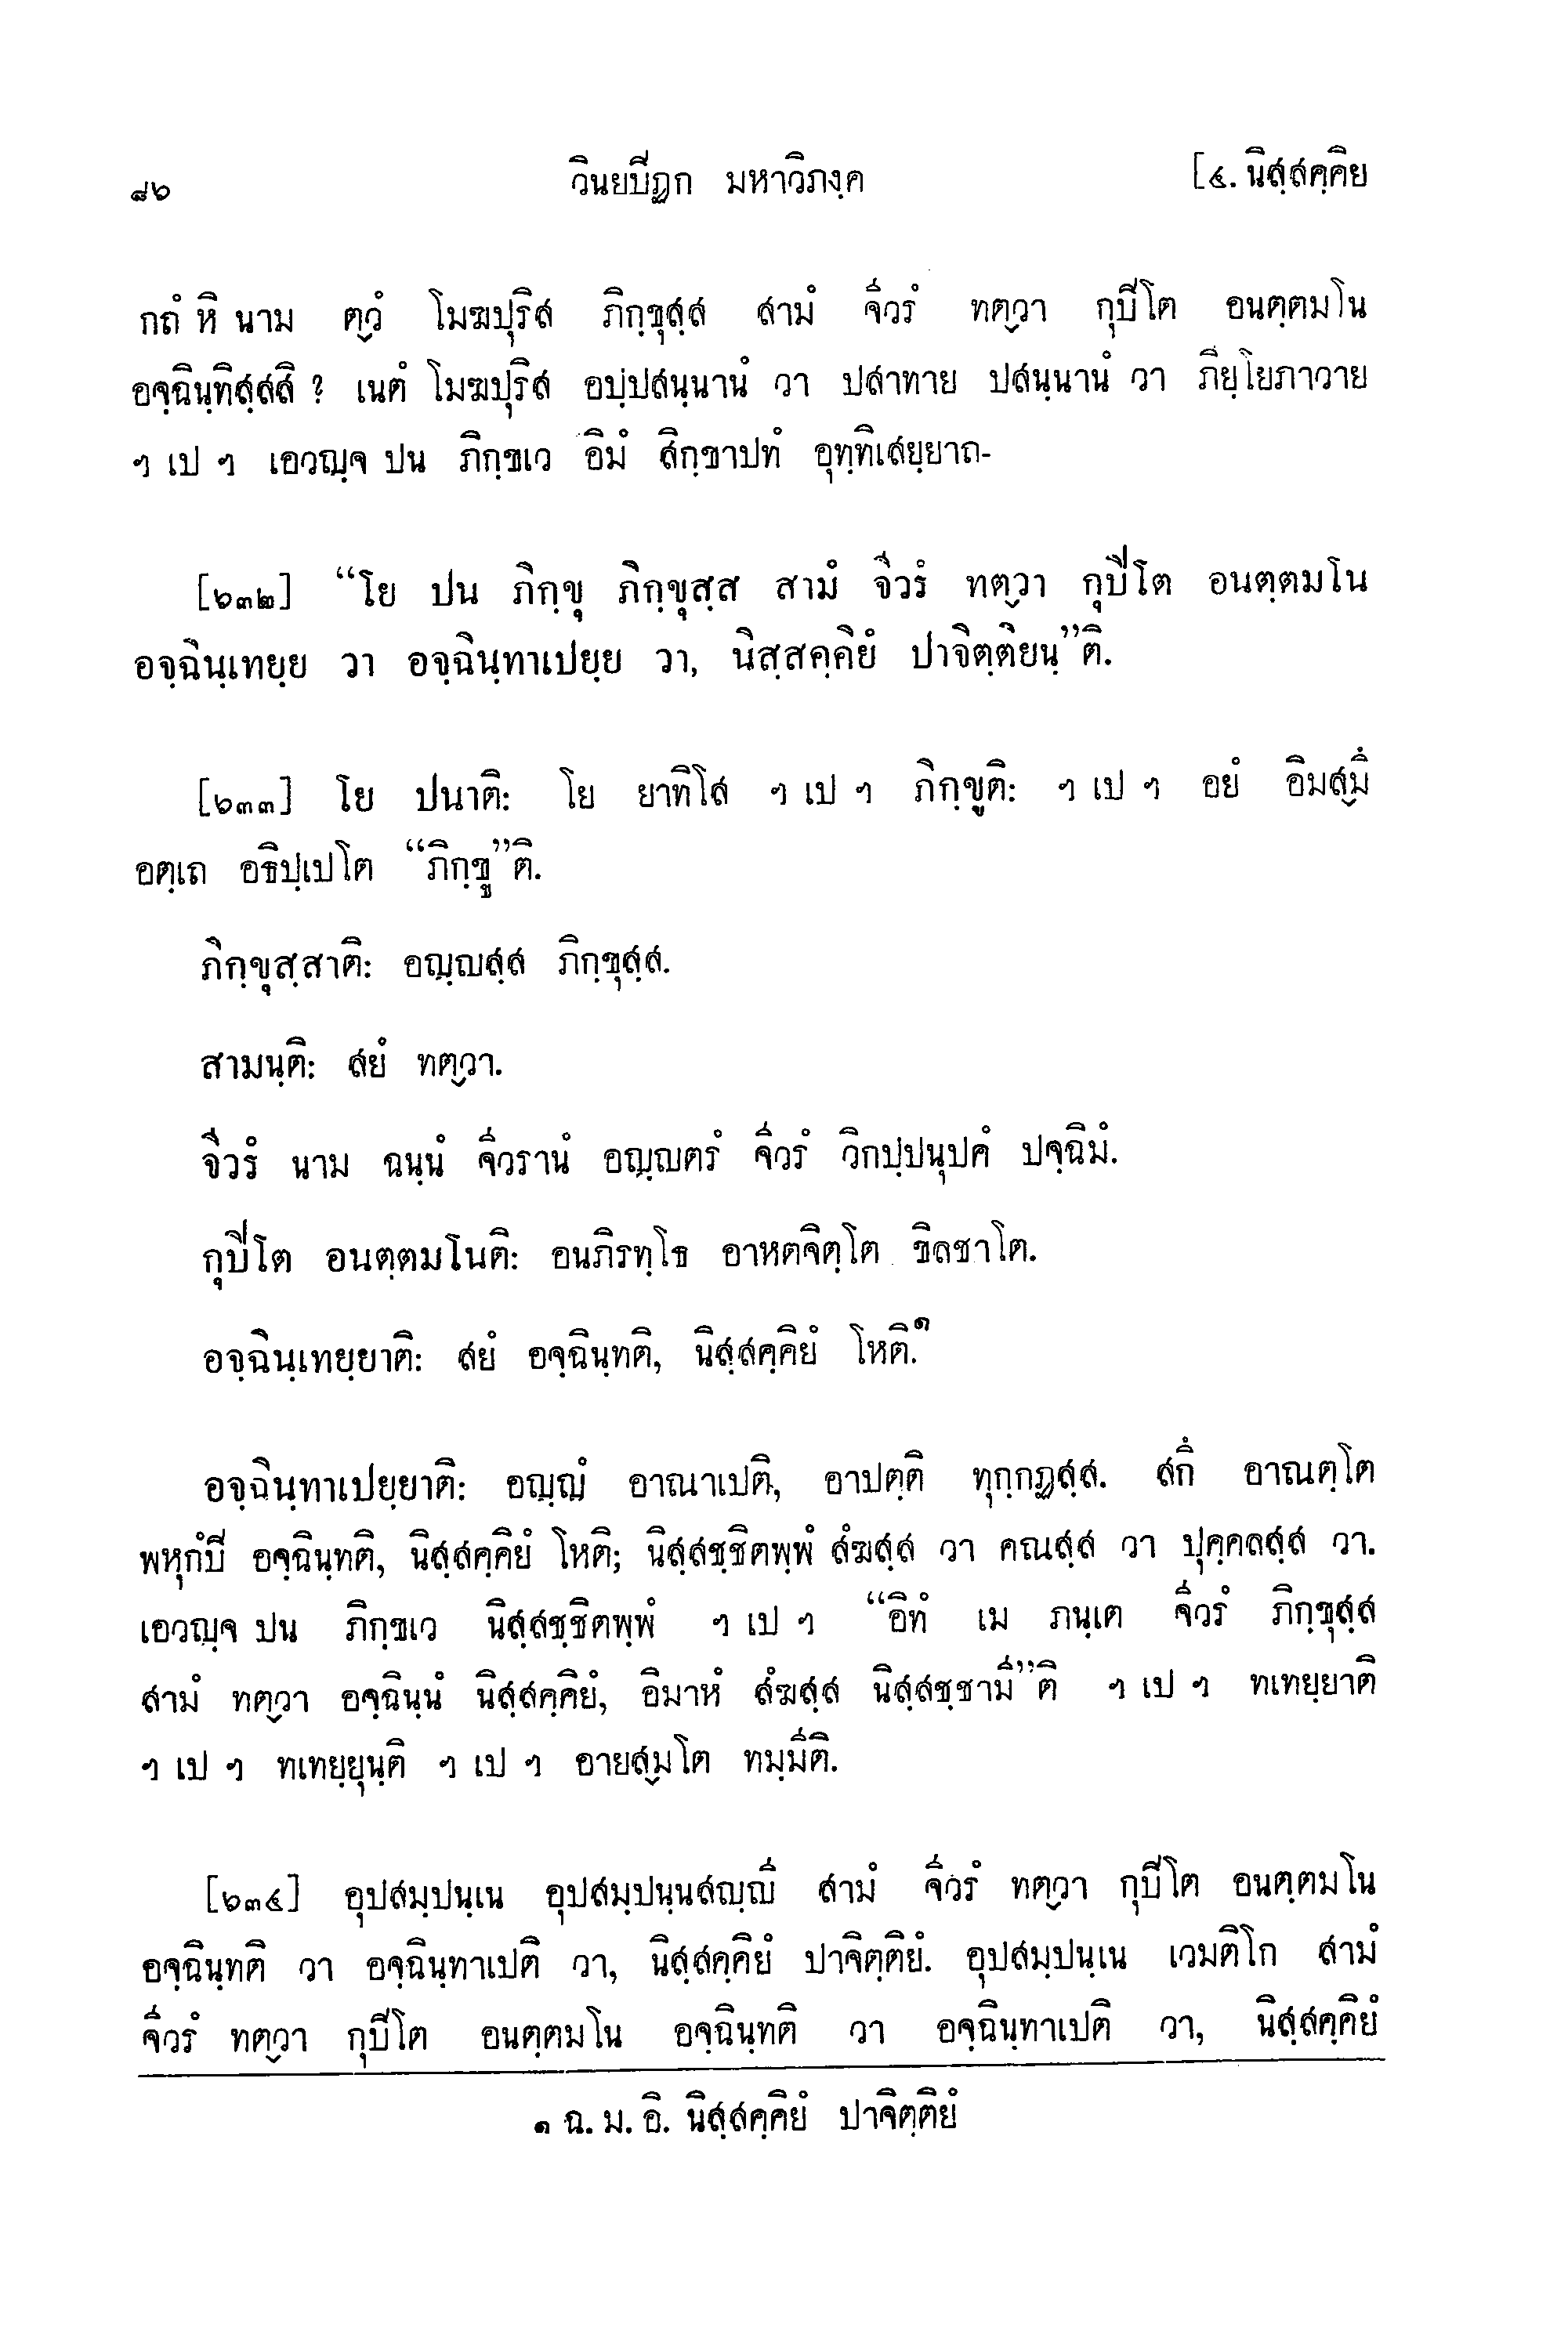 ๘๖ วินยปิฏก มหาวิภงฺค [๔. นิสฺสคฺคิย
กถํ หิ นาม ตฺวํ โมฆปุริส ภิกฺขุสฺส สามํ จีวรํ ทตฺวา กุปิโต อนตฺตมโน
อจฺฉินฺทิสฺสสิ ? เนตํ โมฆปุริส อปฺปสนฺนานํ วา ปสาทาย ปสนฺนานํ วา ภิยฺโยภาวาย
ฯ เป ฯ เอวญฺจ ปน ภิกฺขเว อิมํ สิกฺขาปทํ อุทฺทิเสยฺยาถ-
[๖๓๒] “โย ปน ภิกฺขุ ภิกฺขุสฺส สามํ จีวรํ ทตฺวา กุปิโต อนตฺตมโน
อจฺฉินฺเทยฺย วา อจฺฉินฺทาเปยฺย วา, นิสฺสคฺคิยํ ปาจิตฺติยนฺ”ติ.
[๖๓๓] โย ปนาติ: โย ยาทิโส ฯ เป ฯ ภิกฺขูติ: ฯ เป ฯ อยํ อิมสฺมึ
อตฺเถ อธิปฺเปโต “ภิกฺขู”ติ.
ภิกฺขุสฺสาติ: อญฺญสฺส ภิกฺขุสฺส.
สามนฺติ: สยํ ทตฺวา.
จีวรํ นาม ฉนฺนํ จีวรานํ อญฺญตรํ จีวรํ วิกปฺปนุปคํ ปจฺฉิมํ.
กุปิโต อนตฺตมโนติ: อนภิรทฺโธ อาหตจิตฺโต ขิลชาโต.
อจฺฉินฺเทยฺยาติ: สยํ อจฺฉินฺทติ, นิสฺสคฺคิยํ โหติ.๑
อจฺฉินฺทาเปยฺยาติ: อญฺญํ อาณาเปติ, อาปตฺติ ทุกฺกฏสฺส. สกึ อาณตฺโต
พหุกํปิ อจฺฉินฺทติ, นิสฺสคฺคิยํ โหติ; นิสฺสชฺชิตพฺพํ สํฆสฺส วา คณสฺส วา ปุคฺคลสฺส วา.
เอวญฺจ ปน ภิกฺขเว นิสฺสชฺชิตพฺพํ ฯ เป ฯ “อิทํ เม ภนฺเต จีวรํ ภิกฺขุสฺส
สามํ ทตฺวา อจฺฉินฺนํ นิสฺสคฺคิยํ, อิมาหํ สํฆสฺส นิสฺสชฺชามี”ติ ฯ เป ฯ ทเทยฺยาติ
ฯ เป ฯ ทเทยฺยุนฺติ ฯ เป ฯ อายสฺมโต ทมฺมีติ.
[๖๓๔] อุปสมฺปนฺเน อุปสมฺปนฺนสญฺญี สามํ จีวรํ ทตฺวา กุปิโต อนตฺตมโน
อจฺฉินฺทติ วา อจฺฉินฺทาเปติ วา, นิสฺสคฺคิยํ ปาจิตฺติยํ. อุปสมฺปนฺเน เวมติโก สามํ
จีวรํ ทตฺวา กุปิโต อนตฺตมโน อจฺฉินฺทติ วา อจฺฉินฺทาเปติ วา, นิสฺสคฺคิยํ
๑ ฉ. ม. อิ. นิสฺสคฺคิยํ ปาจิตฺติยํ